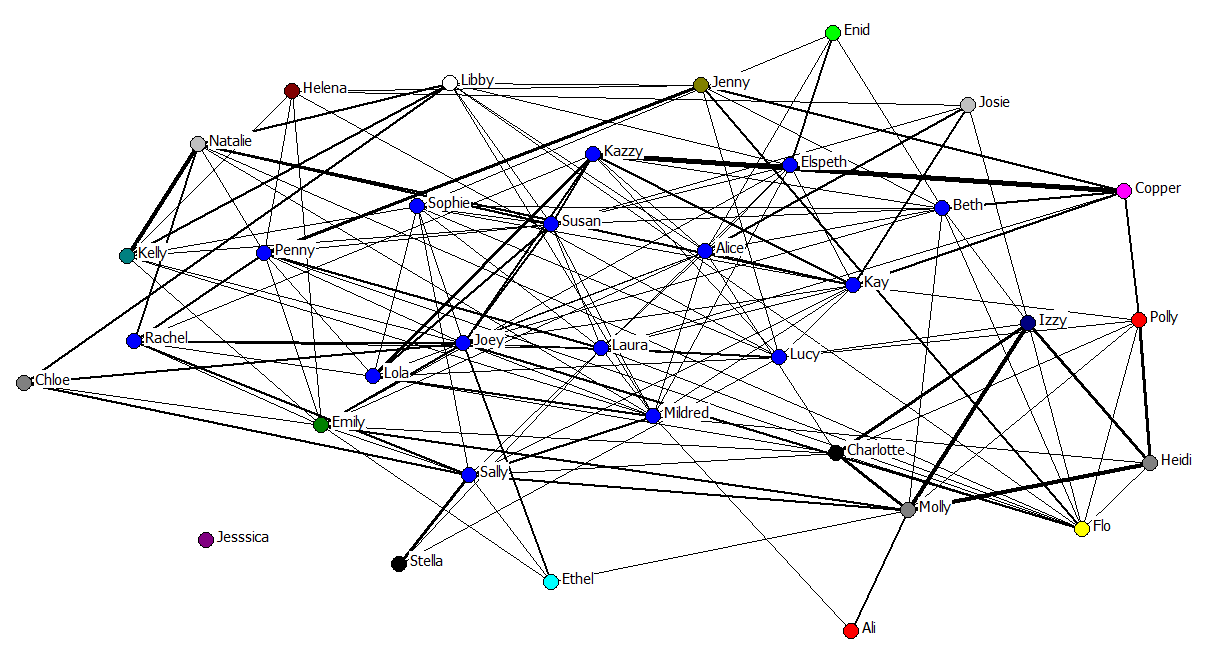 Enid
Libby
Jenny
Helena
Josie
Natalie
Kazzy
Elspeth
Copper
Sophie
Beth
Susan
Kelly
Penny
Alice
Kay
Polly
Izzy
Rachel
Joey
Laura
Lucy
Chloe
Lola
Mildred
Emily
Charlotte
Heidi
Sally
Molly
Flo
Jesssica
Stella
Ethel
Ali